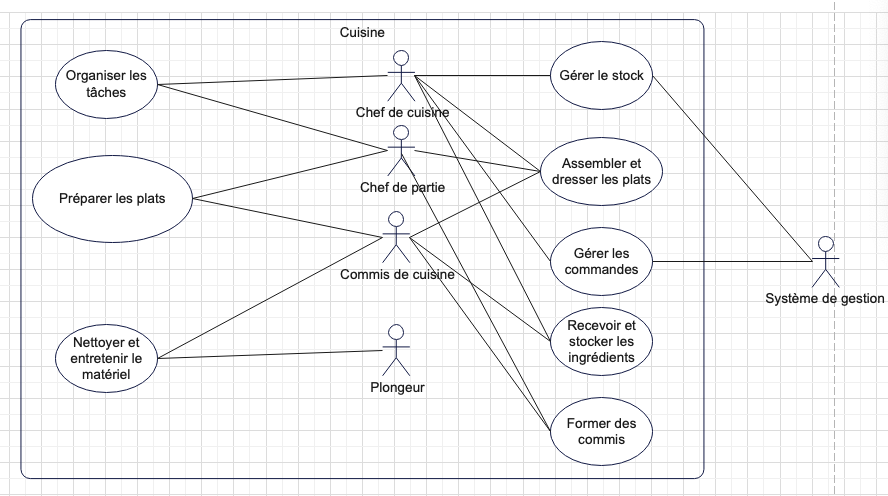 Cuisine
Organiser les
tâches
Chef de cuisine
Gérer le stock
Chef de partie
Assembler et
dresser les plats
Préparer les plats
Commis de cuisine
Gérer les
commandes
Système de gestion
Nettoyer et
entretenir le
matériel
Plongeur
Recevoir et
stocker les
ingrédients
Former des
commis